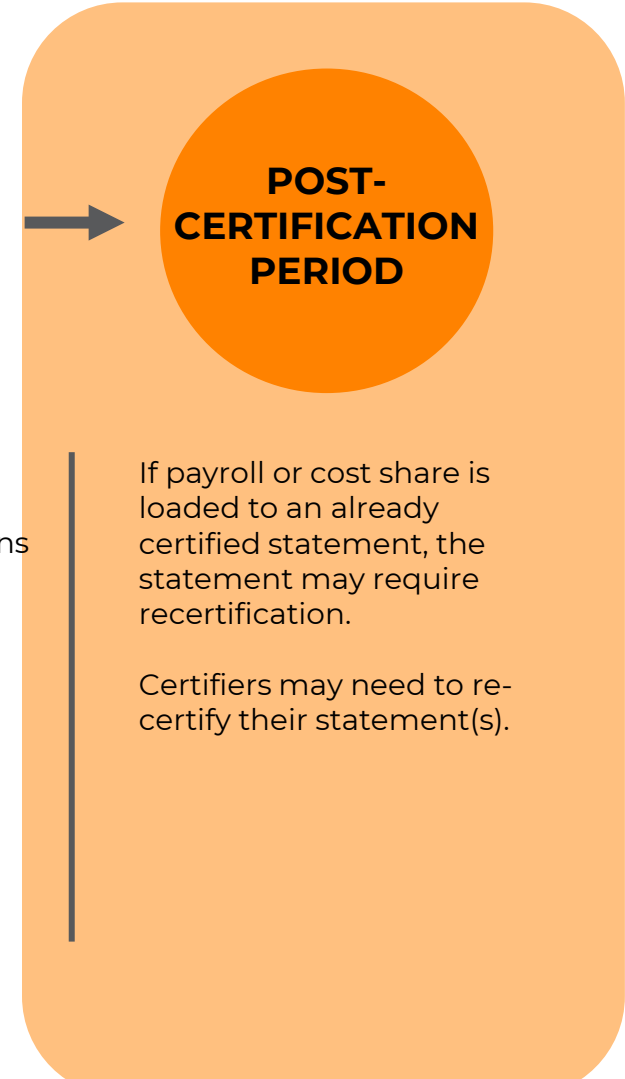 POST-
CERTIFICATION
PERIOD
If payroll or cost share is
loaded to an already
certified statement, the
statement may require
recertification.
Certifiers may need to re-
certify their statement(s).